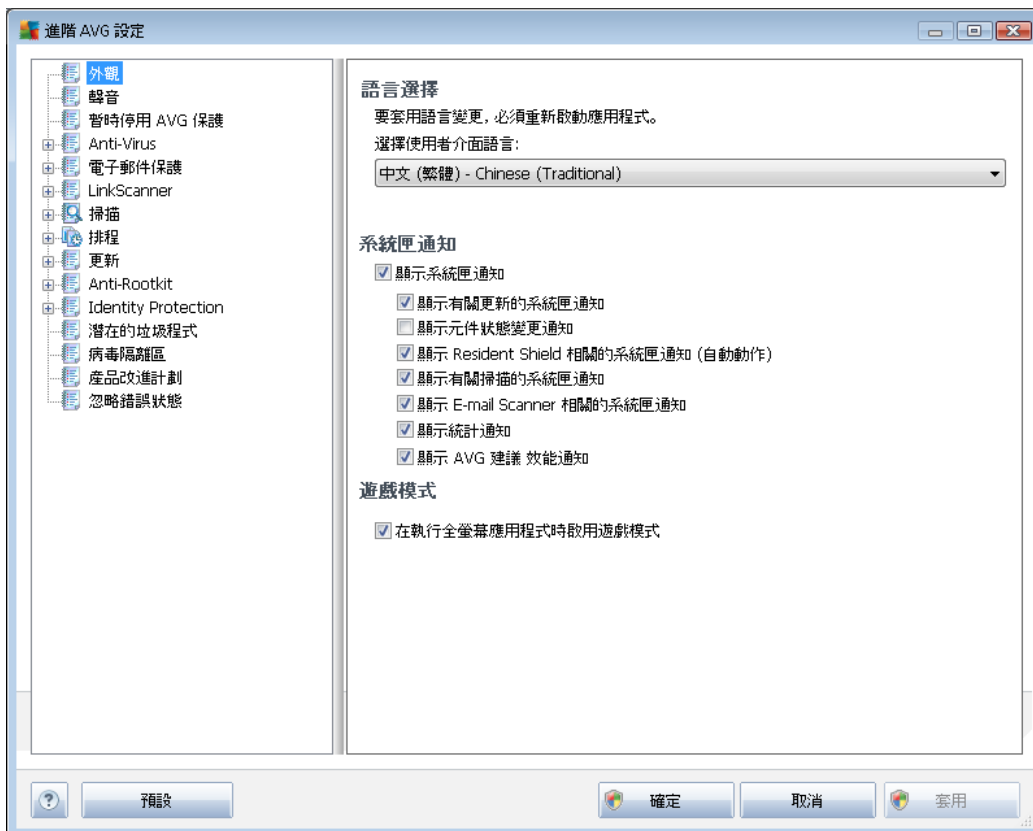 進階 AVG 設定
外觀
聲音
暫時停用 AVG 保護
Anti-Virus
電子郵件保護
LinkScanner
掃描
排程
更新
Anti-Rootkit
Identity Protection
潛在的垃圾程式
病毒隔離區
產品改進計劃
忽略錯誤狀態
語言選擇
要套用語言變更,必須重新啟動應用程式。
選擇使用者介面語言:
中文 (繁體) - Chinese (Traditional)
系統匣通知
顯示系統匣通知
顯示有關更新的系統匣通知
顯示元件狀態變更通知
顯示 Resident Shield 相關的系統匣通知 (自動動作)
顯示有關掃描的系統匣通知
顯示 E-mail Scanner 相關的系統匣通知
顯示統計通知
顯示 AVG 建議 效能通知
遊戲模式
在執行全螢幕應用程式時啟用遊戲模式
?
預設
確定
取消
套用